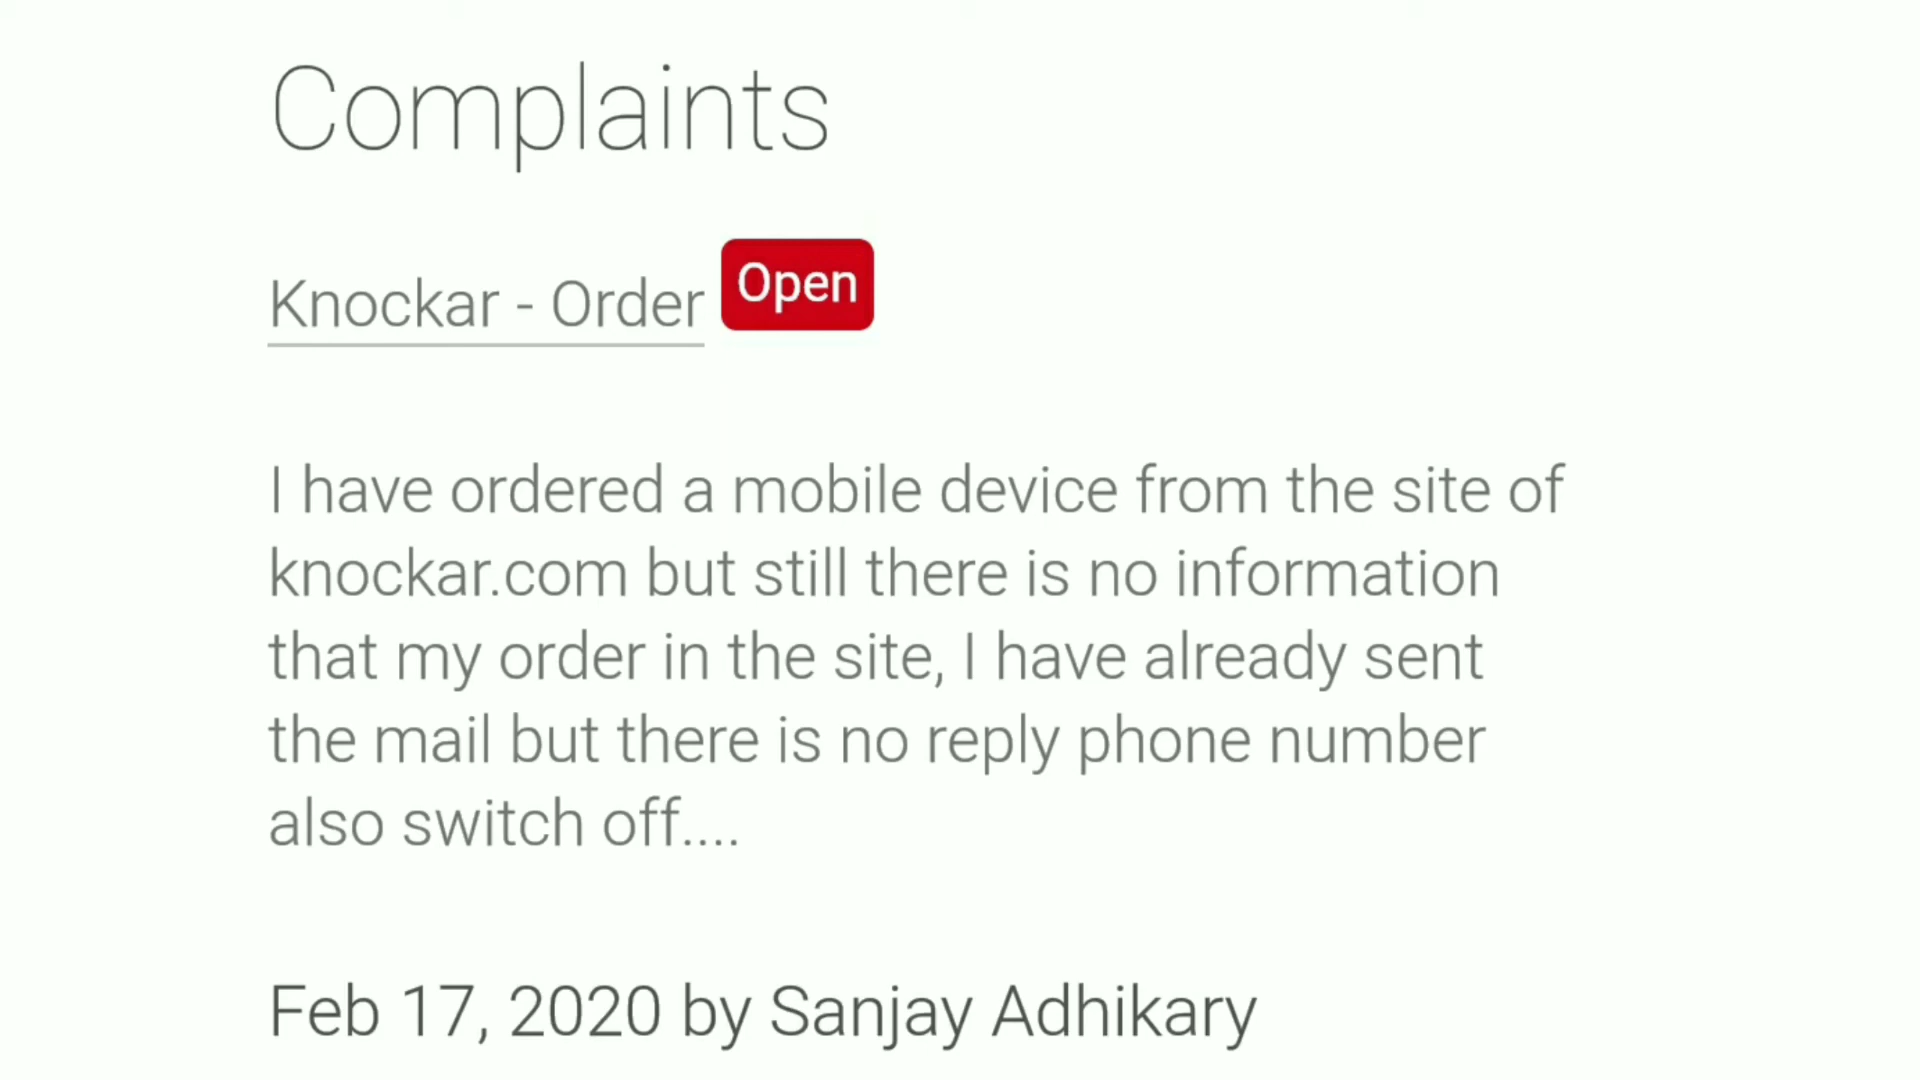 Complaints
Knockar - Order Open
I have ordered a mobile device from the site of
knockar.com but still there is no information
that my order in the site, I have already sent
the mail but there is no reply phone number
also switch off....
Feb 17, 2020 by Sanjay Adhikary